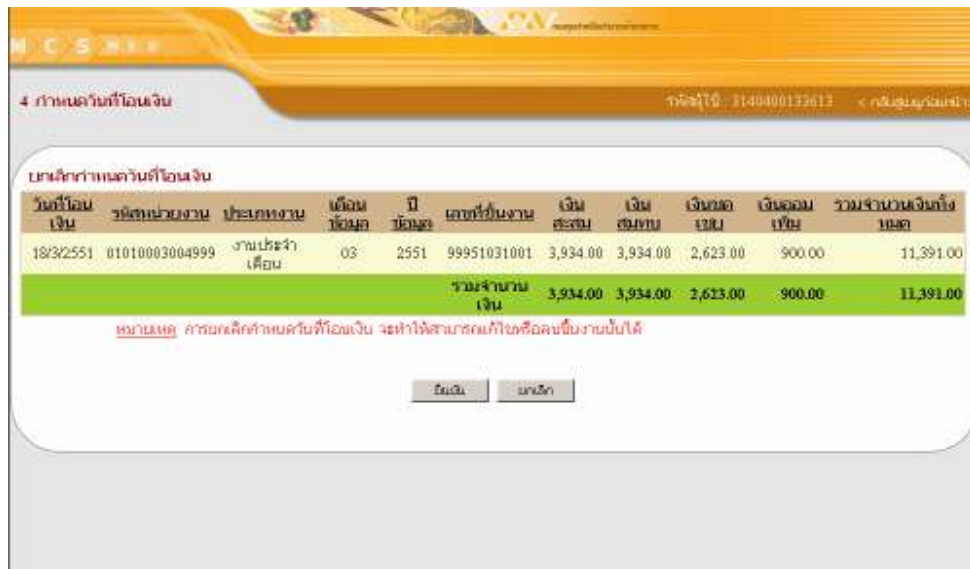 MCS WEB
4 กำหนดวันที่โอนเงิน
รหัสผู้ใช้ : 3140400133613
ยกเลิกกำหนดวันที่โอนเงิน
วันที่โอนเงิน รหัสหน่วยงาน ประเภทงาน เดือนข้อมูล ปีข้อมูล เลขที่ชิ้นงาน เงินสะสม เงินสมทบ เงินชดเชย เงินออมเพิ่ม รวมจำนวนเงินทั้งหมด
18/3/2551 01010003004999 งานประจำเดือน 03 2551 99951031001 3,934.00 3,934.00 2,623.00 900.00 11,391.00
รวมจำนวนเงิน 3,934.00 3,934.00 2,623.00 900.00 11,391.00
หมายเหตุ การยกเลิกกำหนดวันที่โอนเงิน จะทำให้สามารถแก้ไขหรือลบชิ้นงานนั้นได้
ยืนยัน ยกเลิก